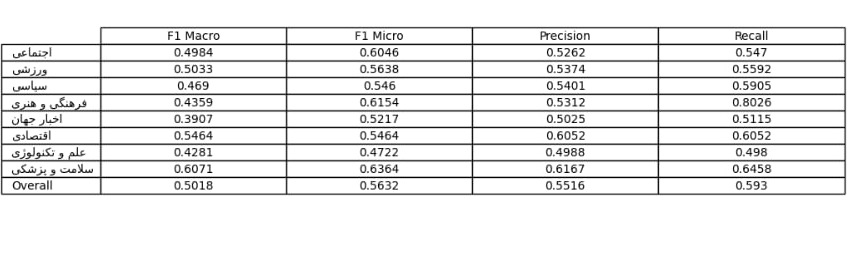 F1 Macro F1 Micro Precision Recall
اجتماعی 0.4984 0.6046 0.5262 0.547
ورزشی 0.5033 0.5638 0.5374 0.5592
سیاسی 0.469 0.546 0.5401 0.5905
فرهنگی و هنری 0.4359 0.6154 0.5312 0.8026
اخبار جهان 0.3907 0.5217 0.5025 0.5115
اقتصادی 0.5464 0.5464 0.6052 0.6052
علم و تکنولوژی 0.4281 0.4722 0.4988 0.498
سلامت و پزشکی 0.6071 0.6364 0.6167 0.6458
Overall 0.5018 0.5632 0.5516 0.593